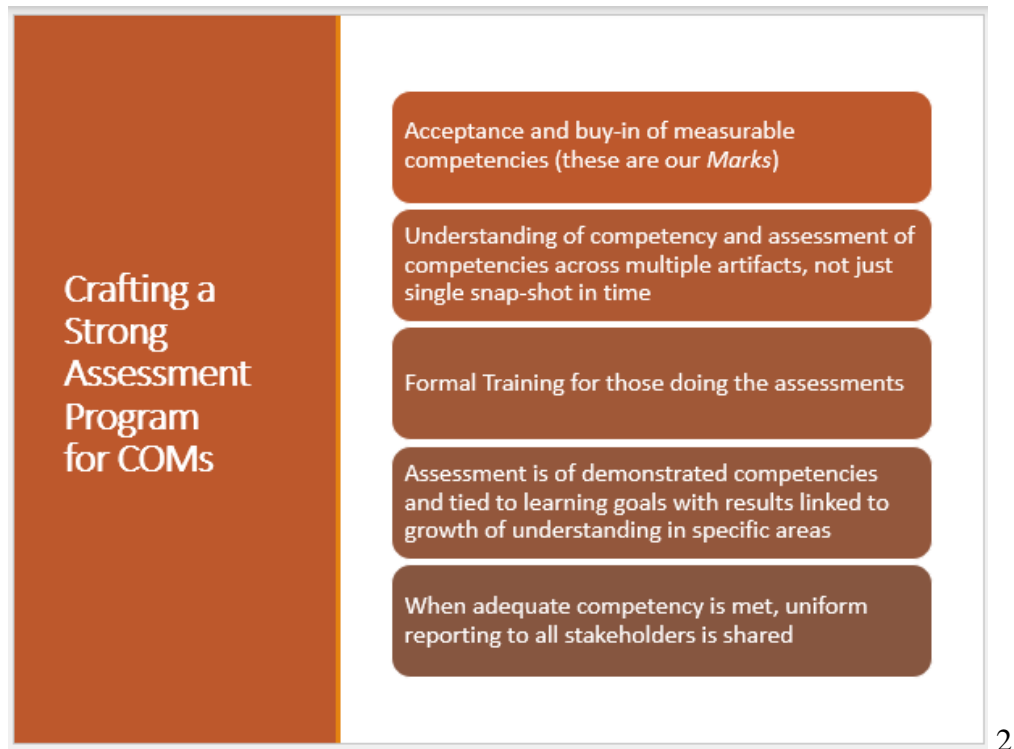 Crafting a
Strong
Assessment
Program
for COMs
Acceptance and buy-in of measurable
competencies (these are our Marks)
Understanding of competency and assessment of
competencies across multiple artifacts, not just
single snap-shot in time
Formal Training for those doing the assessments
Assessment is of demonstrated competencies
and tied to learning goals with results linked to
growth of understanding in specific areas
When adequate competency is met, uniform
reporting to all stakeholders is shared
2